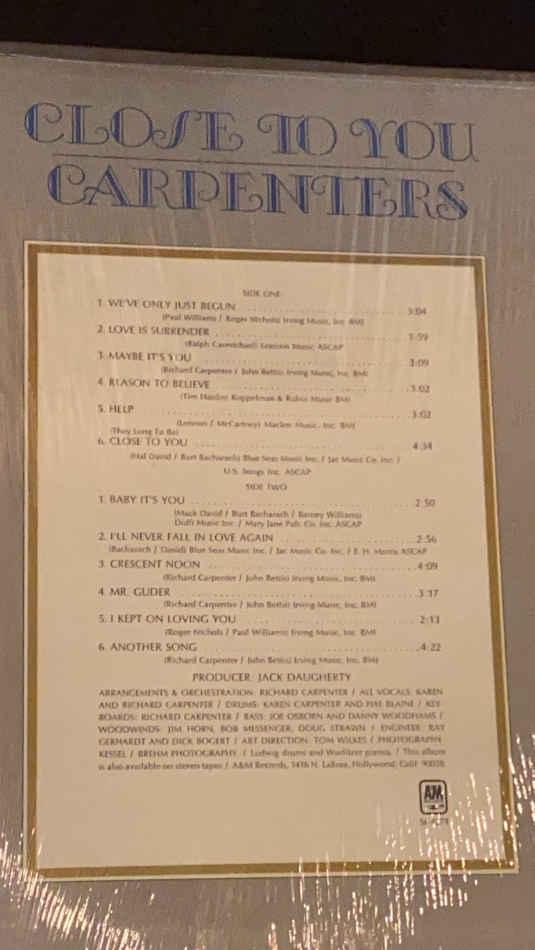 CLOSE TO YOU
CARPENTERS
SIDE ONE
1. WE'VE ONLY JUST BEGUN 3:04
(Paul Williams / Roger Nichols) Irving Music, Inc. BMI
2. LOVE IS SURRENDER 1:59
(Ralph Carmichael) Lexicon Music ASCAP
3. MAYBE IT'S YOU 3:09
(Richard Carpenter / John Bettis) Irving Music, Inc. BMI
4. REASON TO BELIEVE 3:02
(Tim Hardin) Koppelman & Rubin Music BMI
5. HELP 3:02
(Lennon / McCartney) Maclen Music, Inc. BMI
(They Long To Be)
6. CLOSE TO YOU 4:34
(Hal David / Burt Bacharach) Blue Seas Music Inc. / Jac Music Co. Inc. /
U.S. Songs Inc. ASCAP
SIDE TWO
1. BABY IT'S YOU 2:50
(Mack David / Burt Bacharach / Barney Williams)
Dolfi Music Inc. / Mary Jane Pub. Co. Inc. ASCAP
2. I'LL NEVER FALL IN LOVE AGAIN 2:56
(Bacharach / David) Blue Seas Music Inc. / Jac Music Co. Inc. / E. H. Morris ASCAP
3. CRESCENT NOON 4:09
(Richard Carpenter / John Bettis) Irving Music, Inc. BMI
4. MR. GUDER 3:17
(Richard Carpenter / John Bettis) Irving Music, Inc. BMI
5. I KEPT ON LOVING YOU 2:13
(Roger Nichols / Paul Williams) Irving Music, Inc. BMI
6. ANOTHER SONG 4:22
(Richard Carpenter / John Bettis) Irving Music, Inc. BMI
PRODUCER: JACK DAUGHERTY
ARRANGEMENTS & ORCHESTRATION: RICHARD CARPENTER / ALL VOCALS: KAREN
AND RICHARD CARPENTER / DRUMS: KAREN CARPENTER AND HAL BLAINE / KEY-
BOARDS: RICHARD CARPENTER / BASS: JOE OSBORN AND DANNY WOODHAMS /
WOODWINDS: JIM HORN, BOB MESSENGER, DOUG STRAWN / ENGINEER: RAY
GERHARDT AND DICK BOGERT / ART DIRECTION: TOM WILKES / PHOTOGRAPHY:
KESSEL / BREHM PHOTOGRAPHY. / Ludwig drums and Wurlitzer pianos. / This album
is also available on stereo tapes / A&M Records, 1416 N. LaBrea, Hollywood, Calif. 90028
A&M